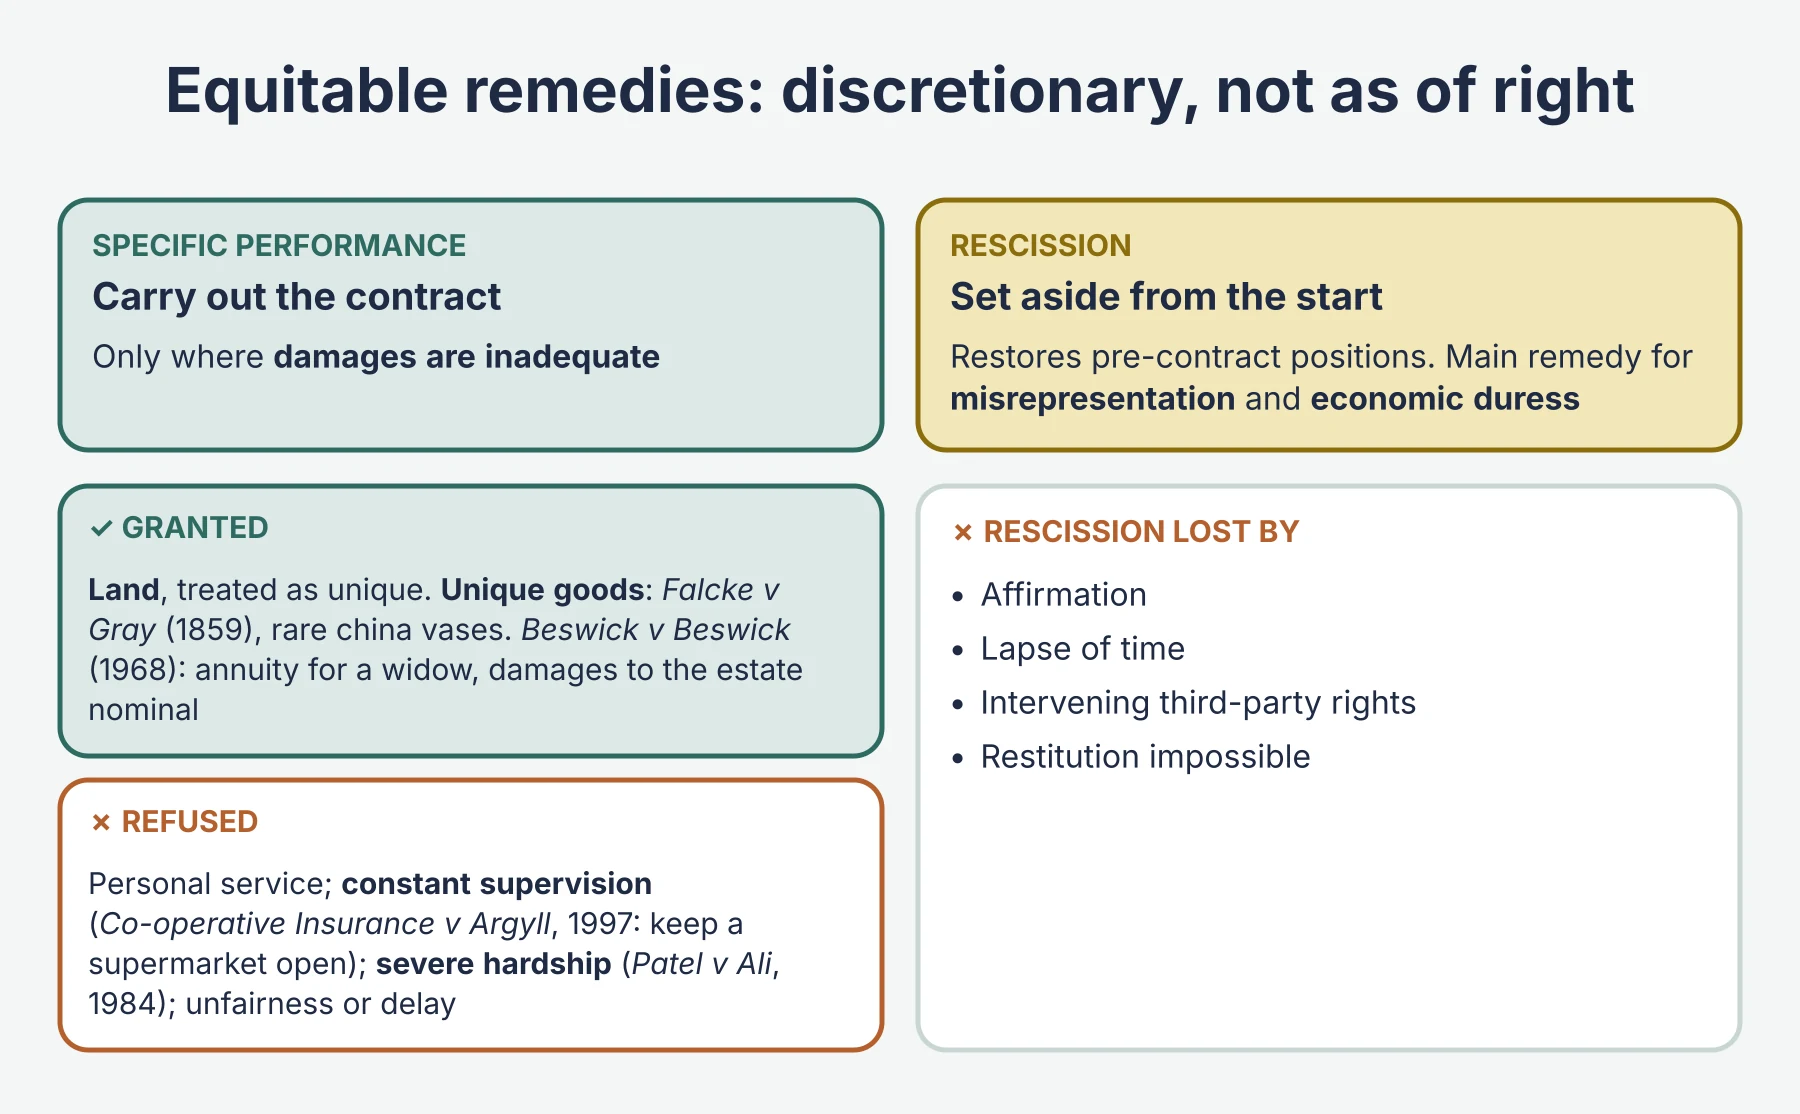 Equitable remedies: discretionary, not as of right
SPECIFIC PERFORMANCE
Carry out the contract
Only where damages are inadequate
RESCISSION
Set aside from the start
Restores pre-contract positions. Main remedy for
misrepresentation and economic duress
✓ GRANTED
Land, treated as unique. Unique goods: Falcke v
Gray (1859), rare china vases. Beswick v Beswick
(1968): annuity for a widow, damages to the estate
nominal
× REFUSED
Personal service; constant supervision
(Co-operative Insurance v Argyll, 1997: keep a
supermarket open); severe hardship (Patel v Ali,
1984); unfairness or delay
× RESCISSION LOST BY
• Affirmation
• Lapse of time
• Intervening third-party rights
• Restitution impossible